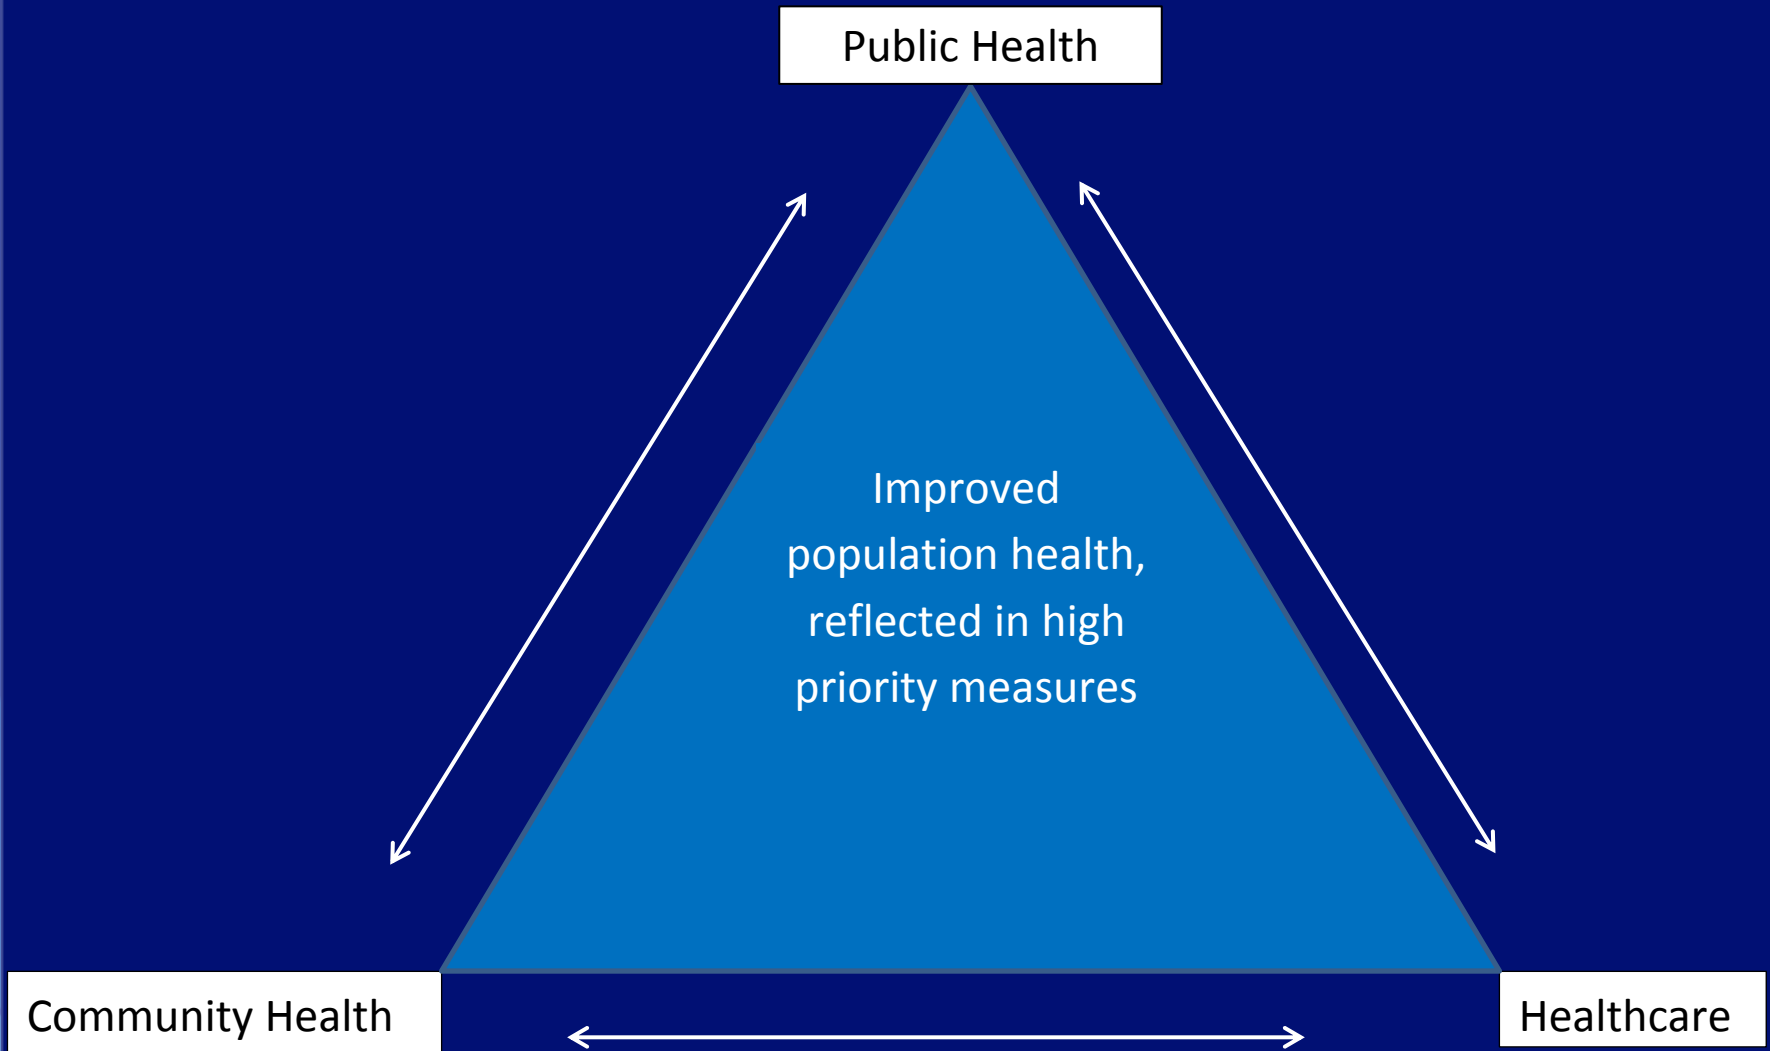 Public Health
Improved
population health,
reflected in high
priority measures
Community Health
Healthcare